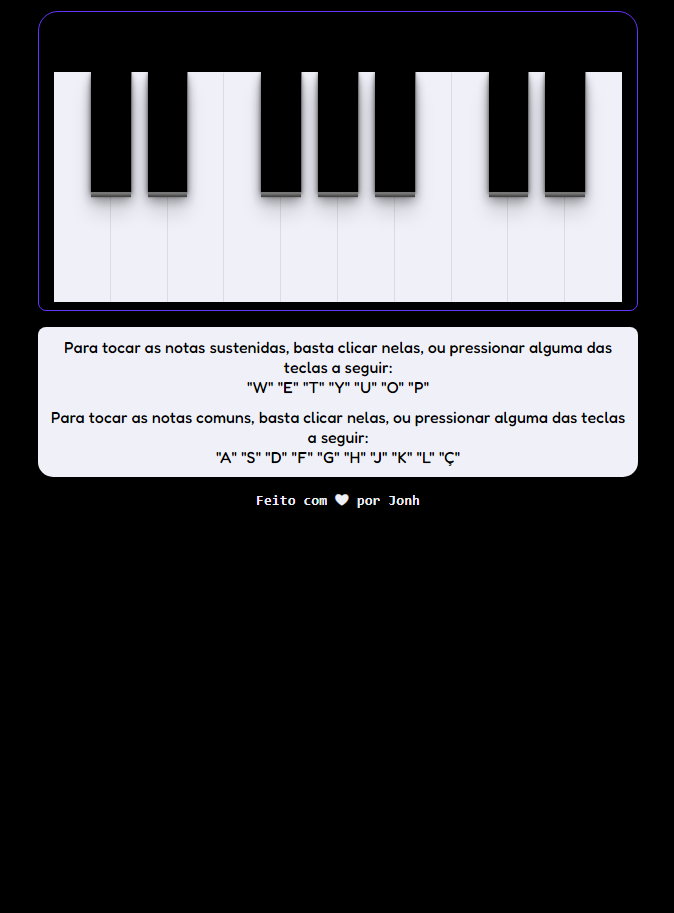 Para tocar as notas sustenidas, basta clicar nelas, ou pressionar alguma das
teclas a seguir:
"W" "E" "T" "Y" "U" "O" "P"
Para tocar as notas comuns, basta clicar nelas, ou pressionar alguma das teclas
a seguir:
"A" "S" "D" "F" "G" "H" "J" "K" "L" "Ç"
Feito com 🤍 por Jonh